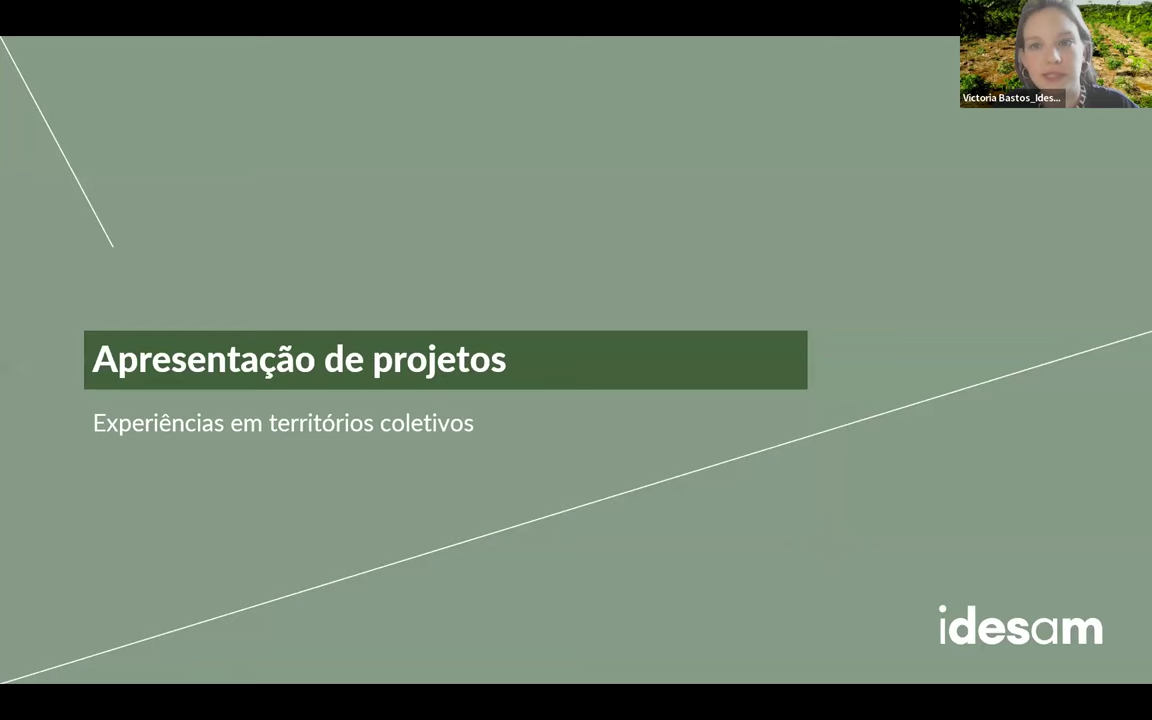 Victoria Bastos_Ides...
Apresentação de projetos
Experiências em territórios coletivos
idesam